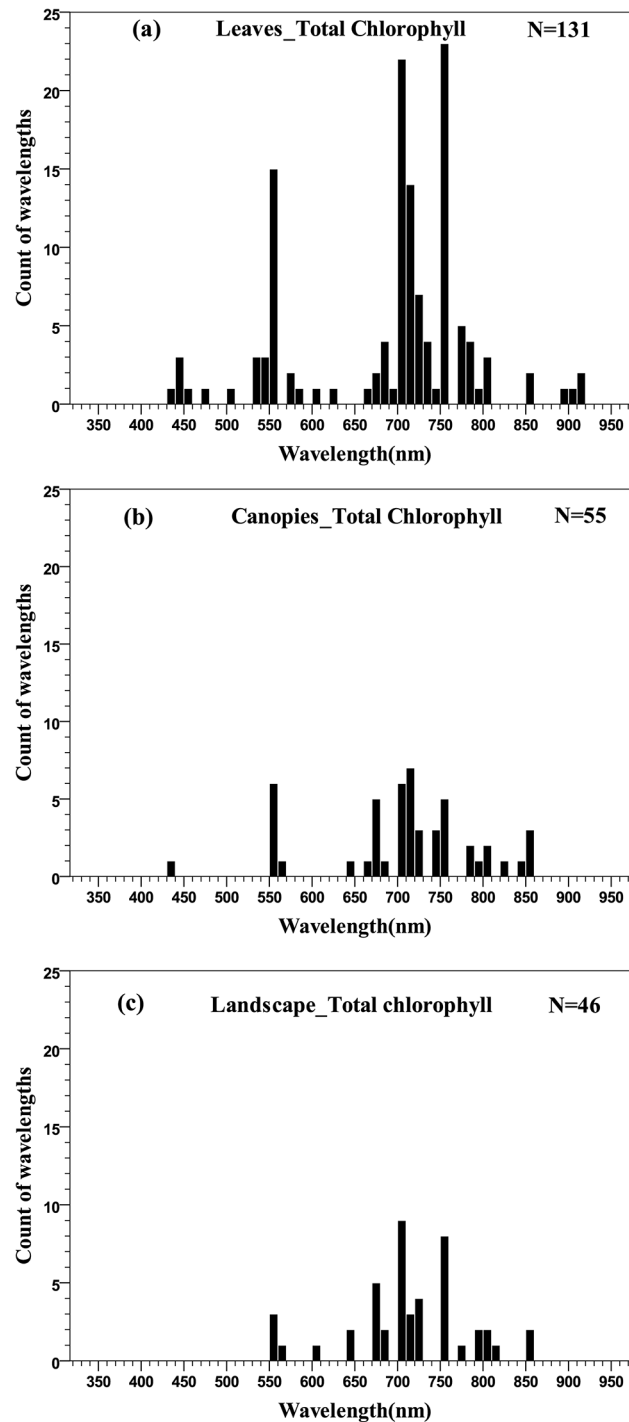 (a) Leaves_Total Chlorophyll N=131
25
20
15
10
5
0
Count of wavelengths
350 400 450 500 550 600 650 700 750 800 850 900 950
Wavelength(nm)
(b) Canopies_Total Chlorophyll N=55
25
20
15
10
5
0
Count of wavelengths
350 400 450 500 550 600 650 700 750 800 850 900 950
Wavelength(nm)
(c) Landscape_Total chlorophyll N=46
25
20
15
10
5
0
Count of wavelengths
350 400 450 500 550 600 650 700 750 800 850 900 950
Wavelength(nm)